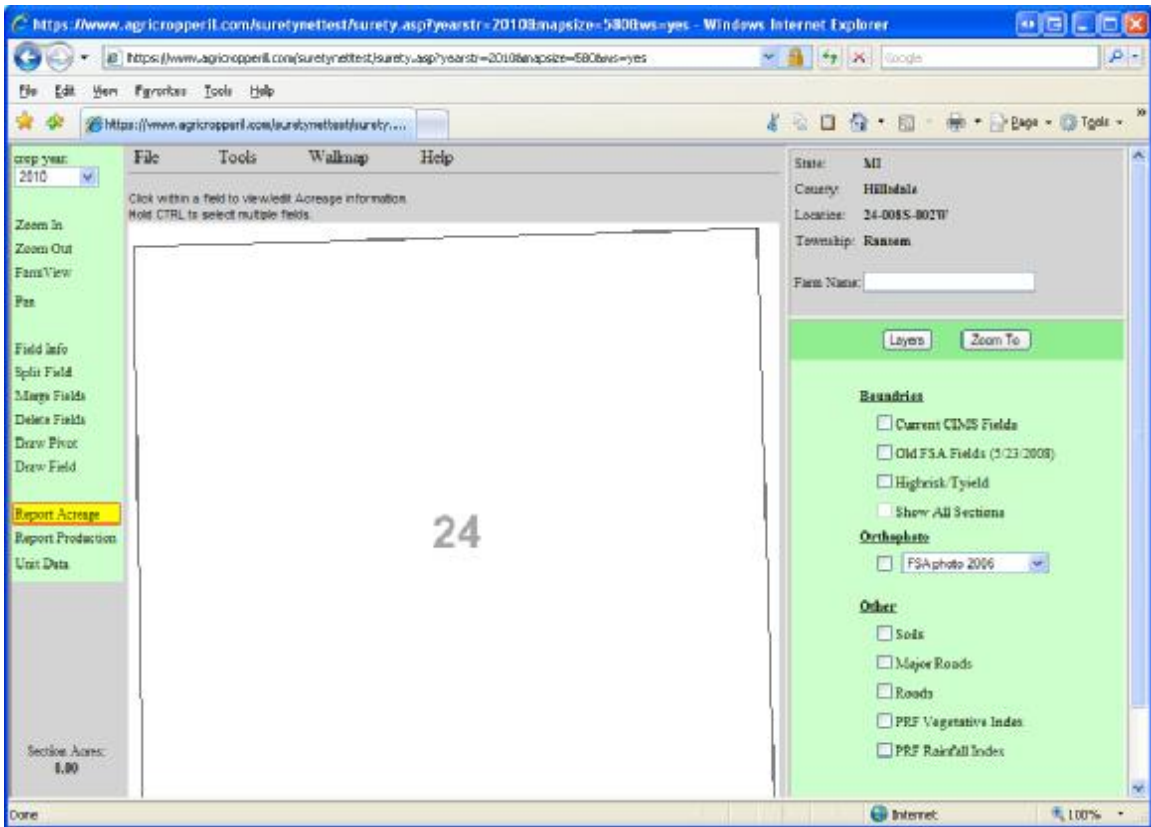 https://www.agricropperil.com/suretynettest/surety.asp?yearstr=2010&mapsize=580&ws=yes - Windows Internet Explorer
https://www.agricropperil.com/suretynettest/surety.asp?yearstr=2010&mapsize=580&ws=yes
Google
File Edit View Favorites Tools Help
https://www.agricropperil.com/suretynettest/surety....
Page Tools
crop year:
2010
File Tools Walkmap Help
Click within a field to view/edit Acreage information.
Hold CTRL to select multiple fields.
Zoom In
Zoom Out
FarmView
Pan
Field Info
Split Field
Merge Fields
Delete Fields
Draw Pivot
Draw Field
Report Acreage
Report Production
Unit Data
Section Acres:
0.00
24
State: MI
County: Hillsdale
Location: 24-008S-002W
Township: Ransom
Farm Name:
Layers Zoom To
Boundries
Current CIMS Fields
Old FSA Fields (5/23/2008)
Highrisk/Tyield
Show All Sections
Orthophoto
FSA photo 2006
Other
Soils
Major Roads
Roads
PRF Vegetative Index
PRF Rainfall Index
Done Internet 100%